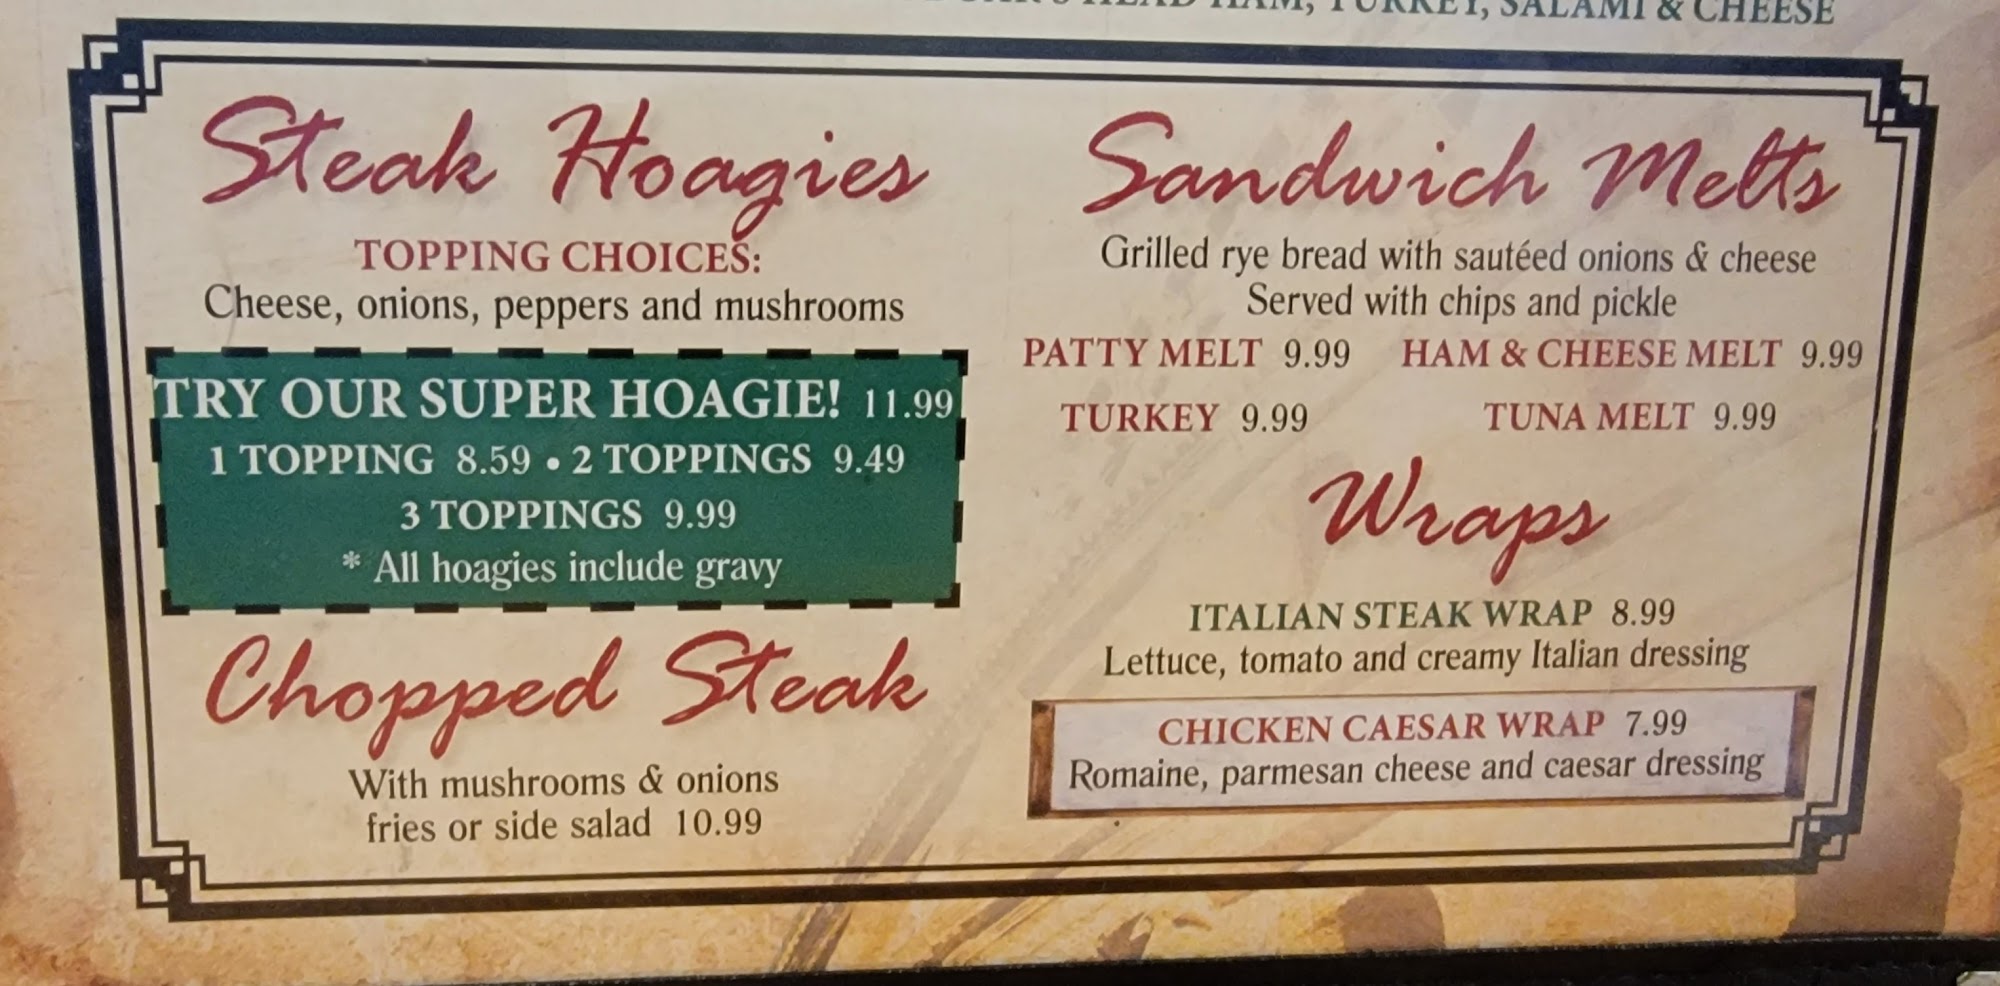 HAM, TURKEY, SALAMI & CHEESE
Steak Hoagies
TOPPING CHOICES:
Cheese, onions, peppers and mushrooms
TRY OUR SUPER HOAGIE! 11.99
1 TOPPING 8.59 • 2 TOPPINGS 9.49
3 TOPPINGS 9.99
* All hoagies include gravy
Chopped Steak
With mushrooms & onions
fries or side salad 10.99
Sandwich Melts
Grilled rye bread with sautéed onions & cheese
Served with chips and pickle
PATTY MELT 9.99 HAM & CHEESE MELT 9.99
TURKEY 9.99 TUNA MELT 9.99
Wraps
ITALIAN STEAK WRAP 8.99
Lettuce, tomato and creamy Italian dressing
CHICKEN CAESAR WRAP 7.99
Romaine, parmesan cheese and caesar dressing